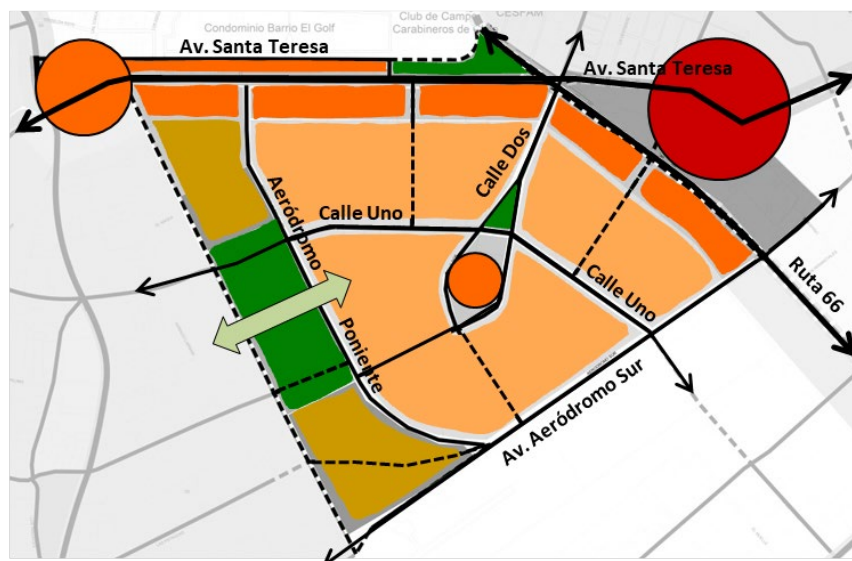 Condominio Barrio El Golf
Club de Campo
Carabineros de
CESFAM
Av. Santa Teresa
Av. Santa Teresa
Calle Dos
Aeródromo
Calle Uno
Calle Uno
Ruta 66
Poniente
Av. Aeródromo Sur